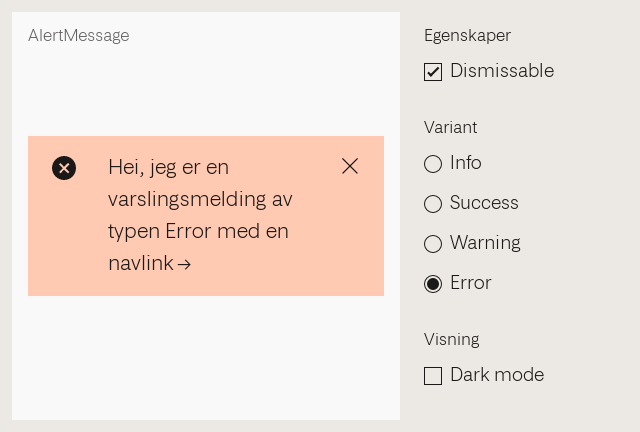 AlertMessage
Hei, jeg er en
varslingsmelding av
typen Error med en
navlink→
Egenskaper
Dismissable
Variant
Info
Success
Warning
Error
Visning
Dark mode